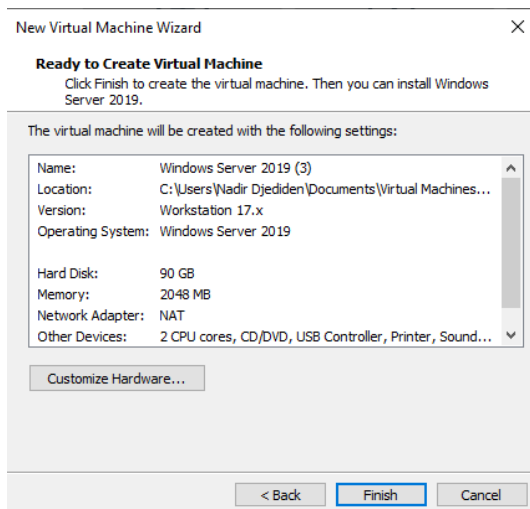 New Virtual Machine Wizard
Ready to Create Virtual Machine
Click Finish to create the virtual machine. Then you can install Windows
Server 2019.
The virtual machine will be created with the following settings:
Name: Windows Server 2019 (3)
Location: C:\Users\Nadir Djediden\Documents\Virtual Machines...
Version: Workstation 17.x
Operating System: Windows Server 2019
Hard Disk: 90 GB
Memory: 2048 MB
Network Adapter: NAT
Other Devices: 2 CPU cores, CD/DVD, USB Controller, Printer, Sound...
Customize Hardware...
< Back Finish Cancel